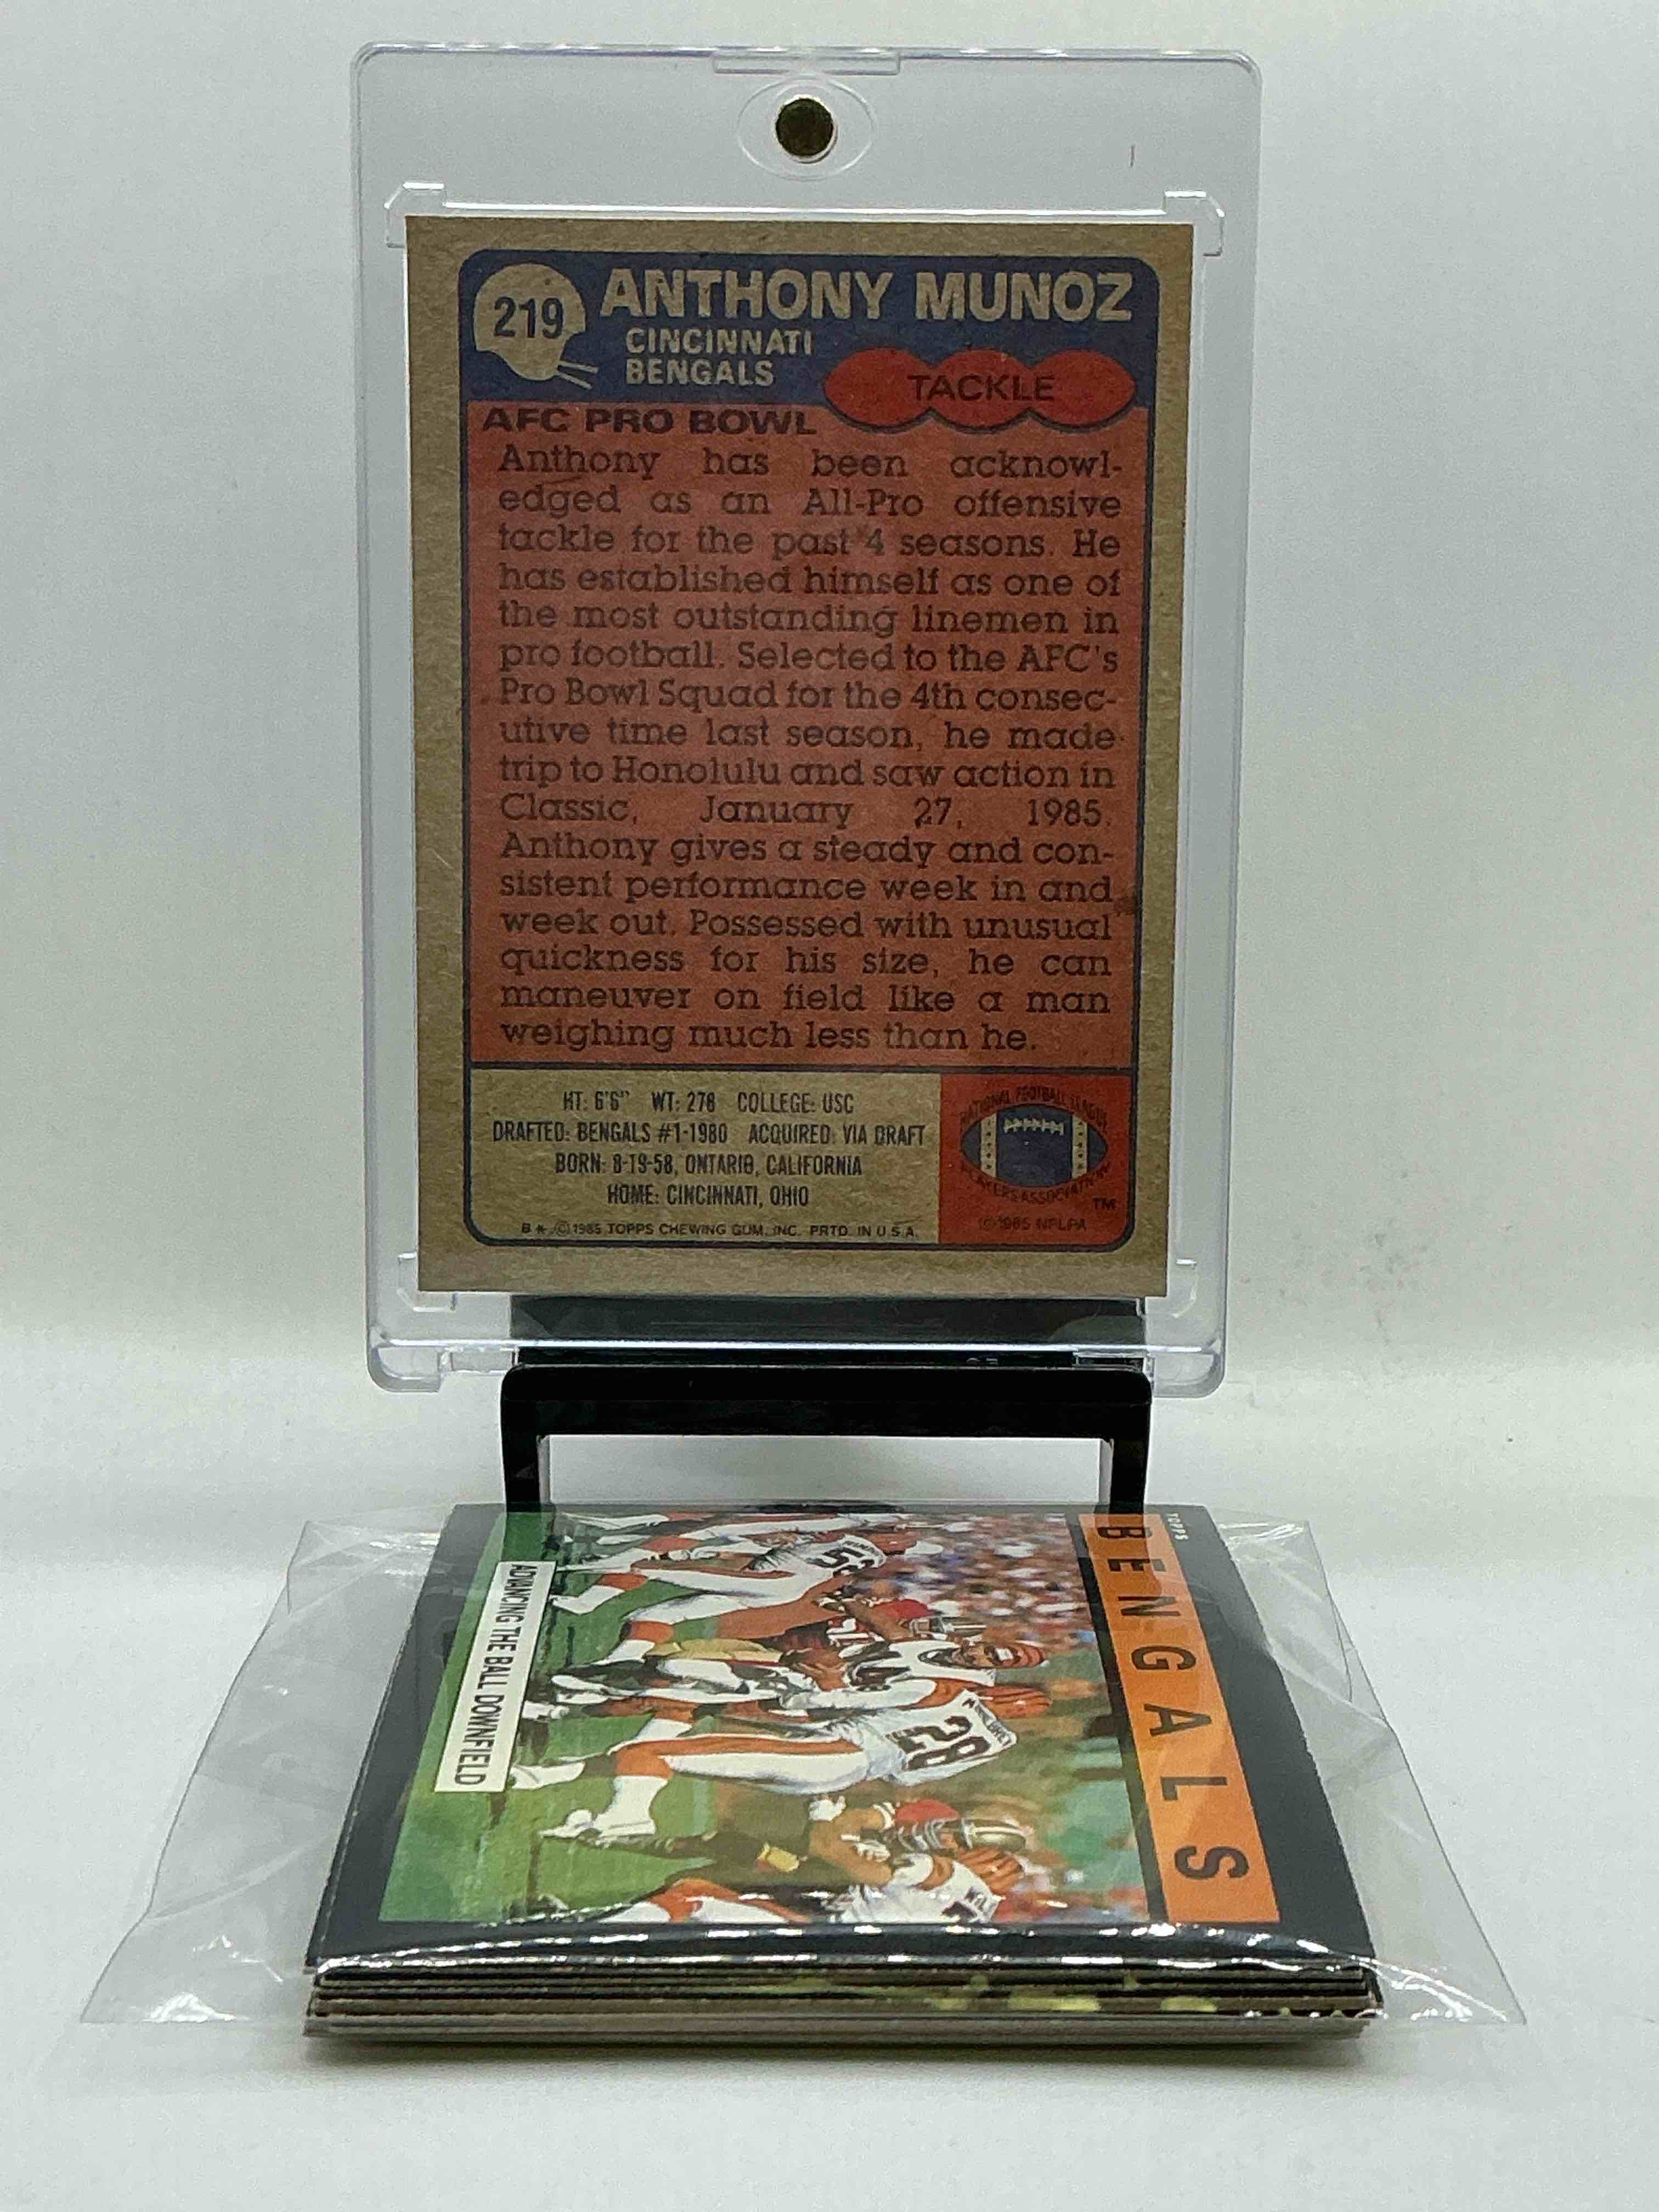 219
ANTHONY MUNOZ
CINCINNATI
BENGALS
TACKLE
AFC PRO BOWL
Anthony has been acknowl-
edged as an All-Pro offensive
tackle for the past 4 seasons. He
has established himself as one of
the most outstanding linemen in
pro football. Selected to the AFC's
Pro Bowl Squad for the 4th consec-
utive time last season, he made
trip to Honolulu and saw action in
Classic, January 27, 1985.
Anthony gives a steady and con-
sistent performance week in and
week out. Possessed with unusual
quickness for his size, he can
maneuver on field like a man
weighing much less than he.
HT: 6'6" WT: 278 COLLEGE: USC
DRAFTED: BENGALS #1-1980 ACQUIRED: VIA DRAFT
BORN: 8-19-58, ONTARIO, CALIFORNIA
HOME: CINCINNATI, OHIO
B * © 1985 TOPPS CHEWING GUM, INC. PRTD. IN U.S.A.
NATIONAL FOOTBALL LEAGUE
PLAYERS ASSOCIATION
TM
© 1985 NFLPA
TOPPS
BENGALS
28
ADVANCING THE BALL DOWNFIELD